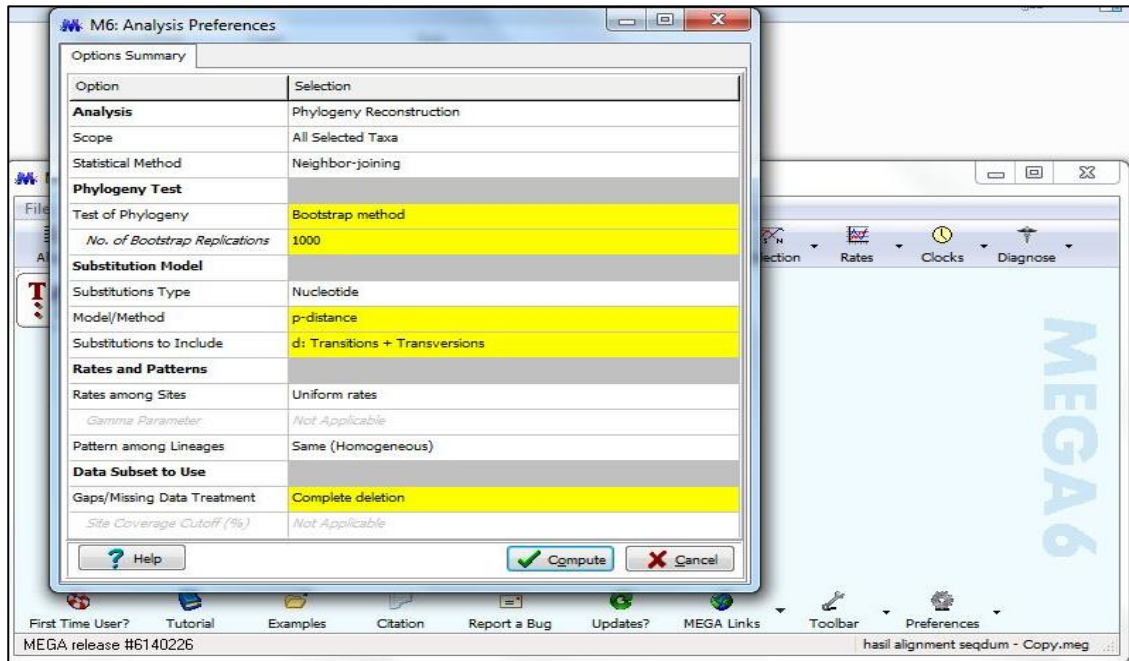 M6: Analysis Preferences
Options Summary
Option Selection
Analysis Phylogeny Reconstruction
Scope All Selected Taxa
Statistical Method Neighbor-joining
Phylogeny Test
Test of Phylogeny Bootstrap method
No. of Bootstrap Replications 1000
Substitution Model
Substitutions Type Nucleotide
Model/Method p-distance
Substitutions to Include d: Transitions + Transversions
Rates and Patterns
Rates among Sites Uniform rates
Gamma Parameter Not Applicable
Pattern among Lineages Same (Homogeneous)
Data Subset to Use
Gaps/Missing Data Treatment Complete deletion
Site Coverage Cutoff (%) Not Applicable
Help Compute Cancel
File
Rates Clocks Diagnose
MEGA 6
First Time User? Tutorial Examples Citation Report a Bug Updates? MEGA Links Toolbar Preferences
MEGA release #6140226 hasil alignment seqdum - Copy.meg